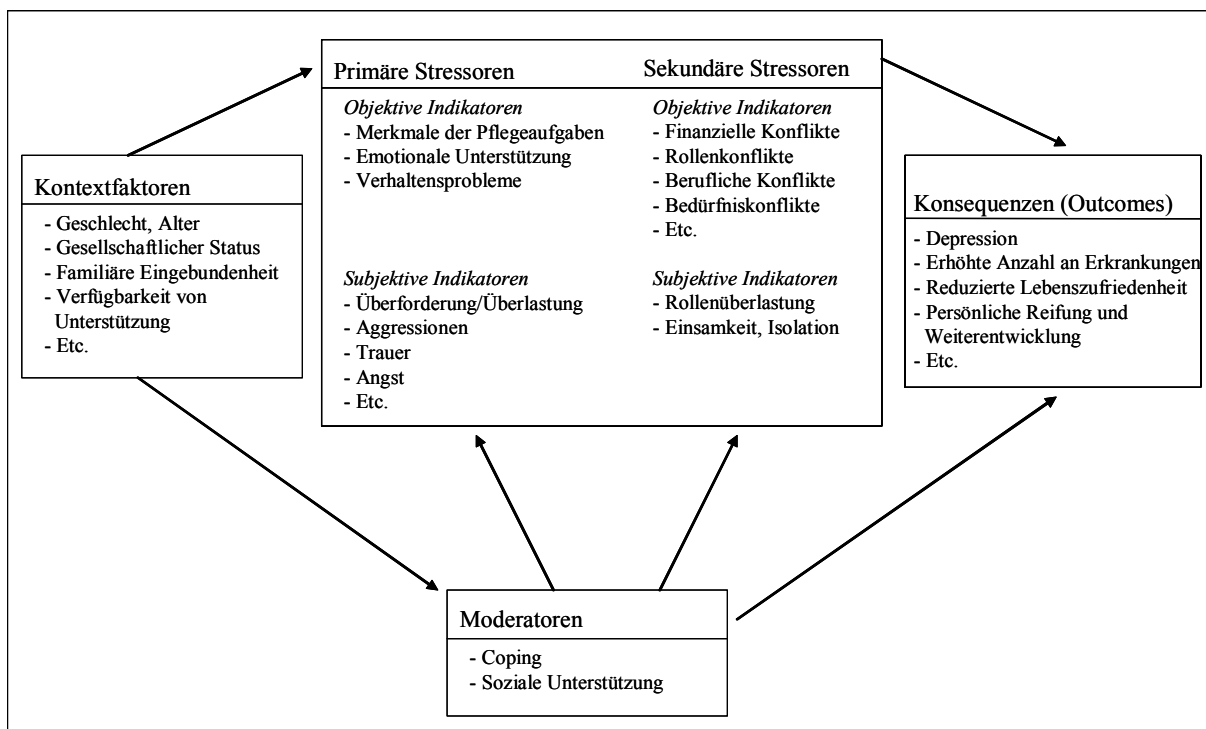 Kontextfaktoren
- Geschlecht, Alter
- Gesellschaftlicher Status
- Familiäre Eingebundenheit
- Verfügbarkeit von
Unterstützung
- Etc.
Primäre Stressoren
Objektive Indikatoren
- Merkmale der Pflegeaufgaben
- Emotionale Unterstützung
- Verhaltensprobleme
Subjektive Indikatoren
- Überforderung/Überlastung
- Aggressionen
- Trauer
- Angst
- Etc.
Sekundäre Stressoren
Objektive Indikatoren
- Finanzielle Konflikte
- Rollenkonflikte
- Berufliche Konflikte
- Bedürfniskonflikte
- Etc.
Subjektive Indikatoren
- Rollenüberlastung
- Einsamkeit, Isolation
Konsequenzen (Outcomes)
- Depression
- Erhöhte Anzahl an Erkrankungen
- Reduzierte Lebenszufriedenheit
- Persönliche Reifung und
Weiterentwicklung
- Etc.
Moderatoren
- Coping
- Soziale Unterstützung